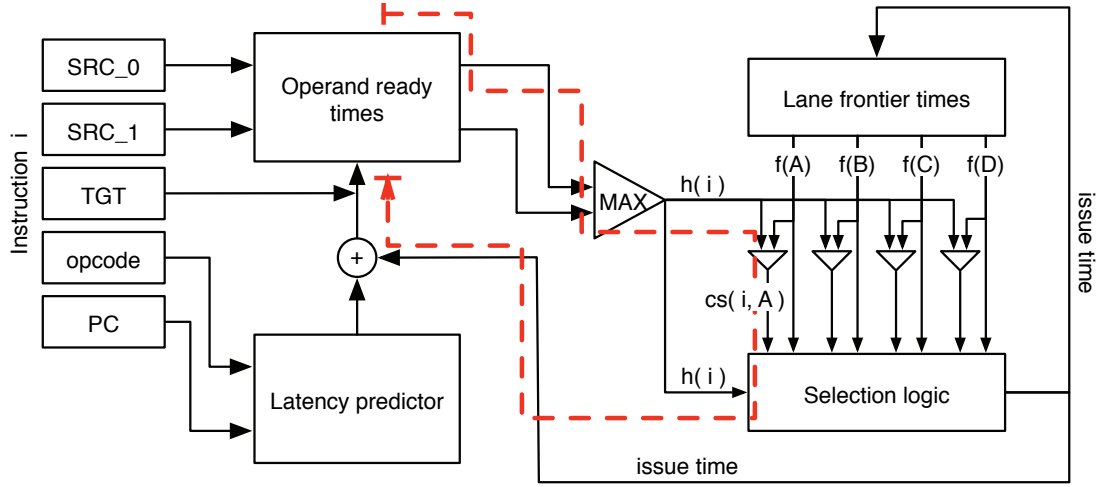 Instruction i
SRC_0
SRC_1
TGT
opcode
PC
Operand ready
times
+
Latency predictor
MAX
h( i )
h( i )
Lane frontier times
f(A)
f(B)
f(C)
f(D)
cs( i, A )
Selection logic
issue time
issue time